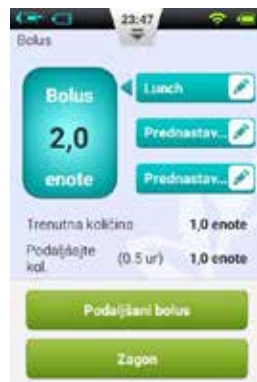 23:47
Bolus
Bolus
2,0
enote
Lunch
Prednastav...
Prednastav...
Trenutna količina 1,0 enote
Podaljšajte kol. (0.5 ur) 1,0 enote
Podaljšani bolus
Zagon